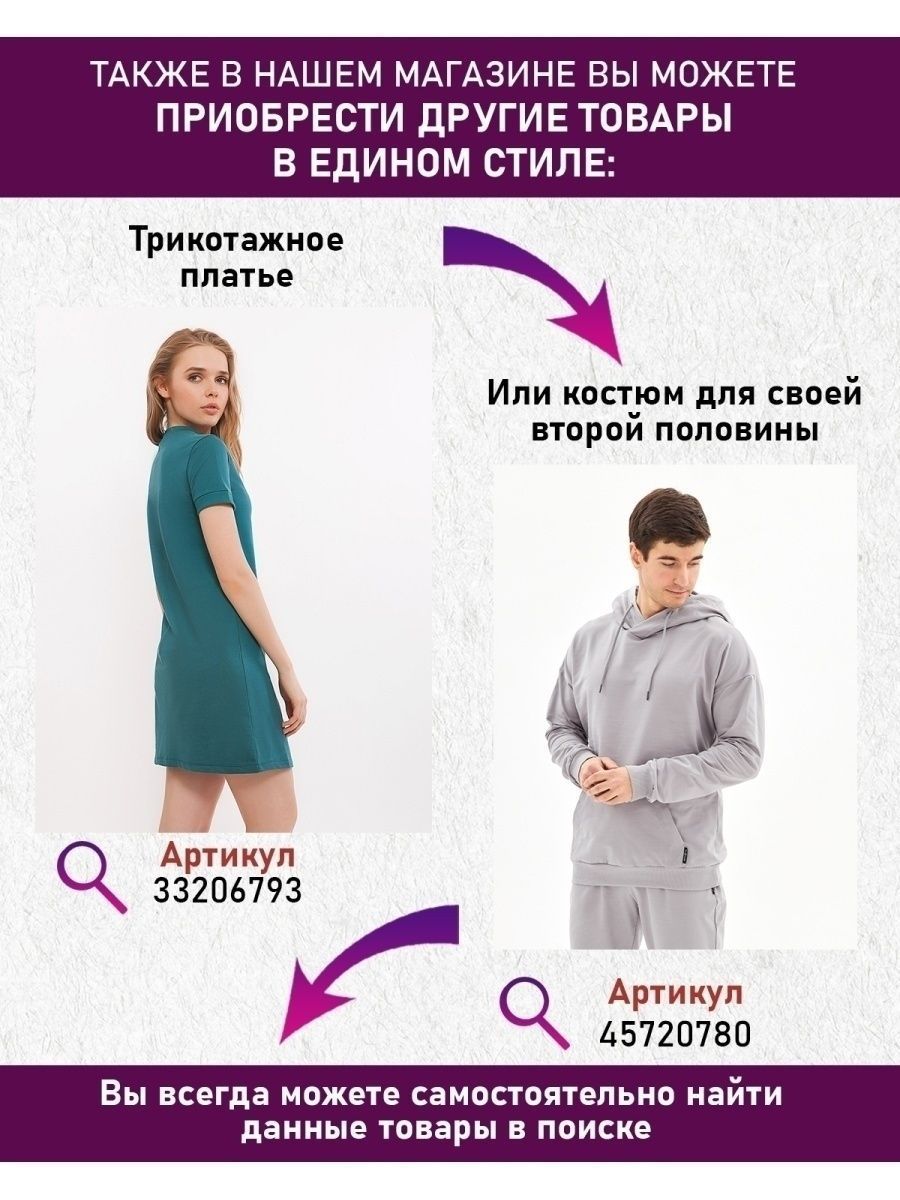 ТАКЖЕ В НАШЕМ МАГАЗИНЕ ВЫ МОЖЕТЕ
ПРИОБРЕСТИ ДРУГИЕ ТОВАРЫ
В ЕДИНОМ СТИЛЕ:
Трикотажное
платье
Или костюм для своей
второй половины
Артикул
33206793
Артикул
45720780
Вы всегда можете самостоятельно найти
данные товары в поиске